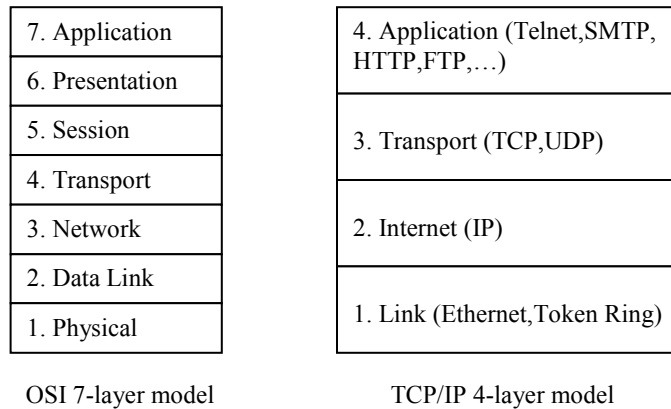 7. Application
6. Presentation
5. Session
4. Transport
3. Network
2. Data Link
1. Physical
OSI 7-layer model
4. Application (Telnet,SMTP,
HTTP,FTP,…)
3. Transport (TCP,UDP)
2. Internet (IP)
1. Link (Ethernet,Token Ring)
TCP/IP 4-layer model